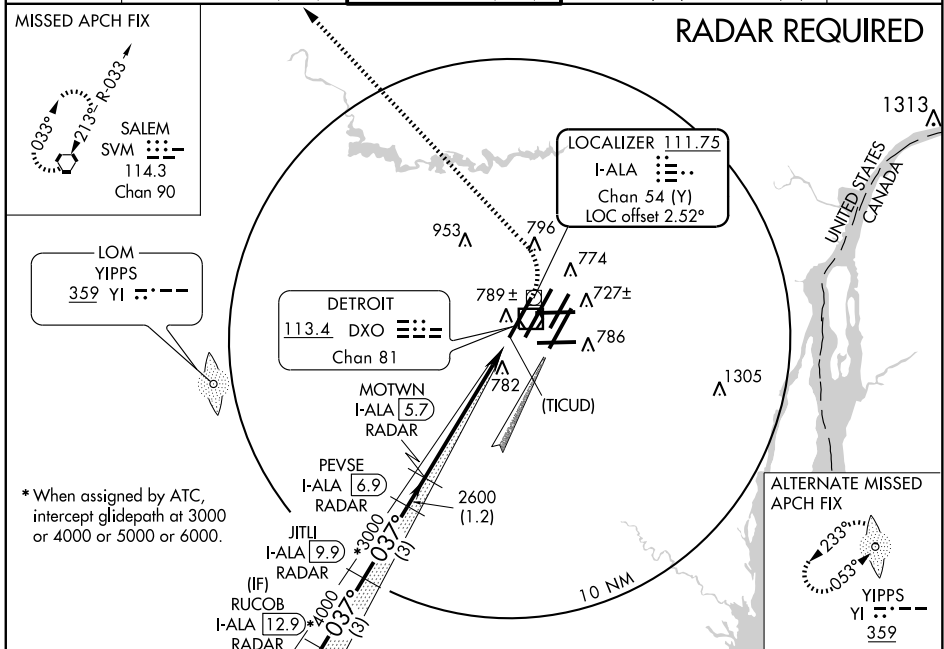 MISSED APCH FIX
R-033
033°
213°
SALEM
SVM
114.3
Chan 90
RADAR REQUIRED
1313
UNITED STATES
CANADA
LOCALIZER 111.75
I-ALA
Chan 54 (Y)
LOC offset 2.52°
953
796
774
789±
727±
786
782
1305
LOM
YIPPS
359 YI
DETROIT
113.4 DXO
Chan 81
(TICUD)
MOTWN
I-ALA 5.7
RADAR
PEVSE
I-ALA 6.9
RADAR
2600
(1.2)
* When assigned by ATC,
intercept glidepath at 3000
or 4000 or 5000 or 6000.
JITLI
I-ALA 9.9
RADAR
*3000
037°
(3)
(IF)
RUCOB
I-ALA 12.9
RADAR
*4000
037°
(3)
10 NM
ALTERNATE MISSED
APCH FIX
233°
053°
YIPPS
YI
359